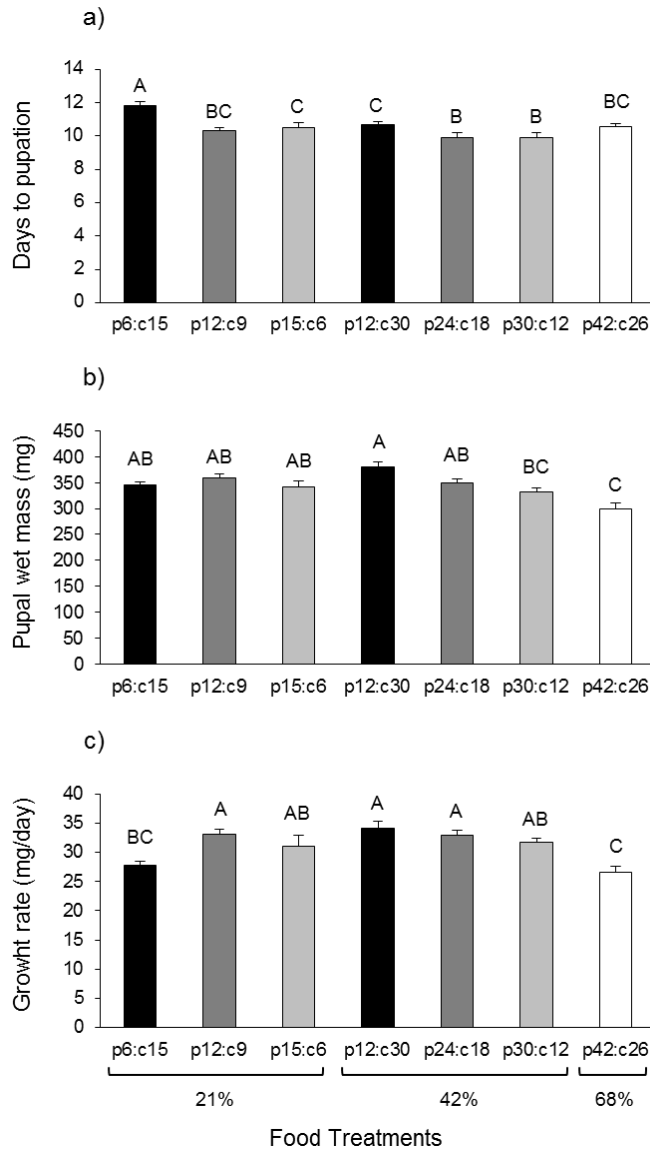 a)
Days to pupation
14
12
10
8
6
4
2
0
A
BC
C
C
B
B
BC
p6:c15 p12:c9 p15:c6 p12:c30 p24:c18 p30:c12 p42:c26
b)
Pupal wet mass (mg)
450
400
350
300
250
200
150
100
50
0
AB
AB
AB
A
AB
BC
C
p6:c15 p12:c9 p15:c6 p12:c30 p24:c18 p30:c12 p42:c26
c)
Growht rate (mg/day)
40
35
30
25
20
15
10
5
0
BC
A
AB
A
A
AB
C
p6:c15 p12:c9 p15:c6 p12:c30 p24:c18 p30:c12 p42:c26
21% 42% 68%
Food Treatments